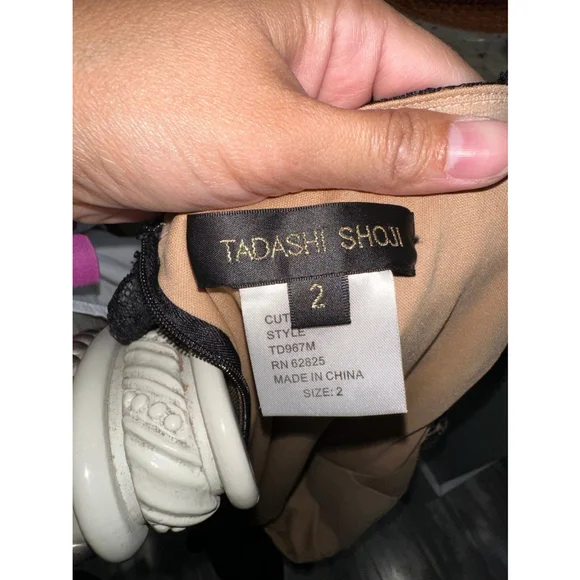 TADASHI SHOJI
2
CUT
STYLE
TD967M
RN 62825
MADE IN CHINA
SIZE: 2